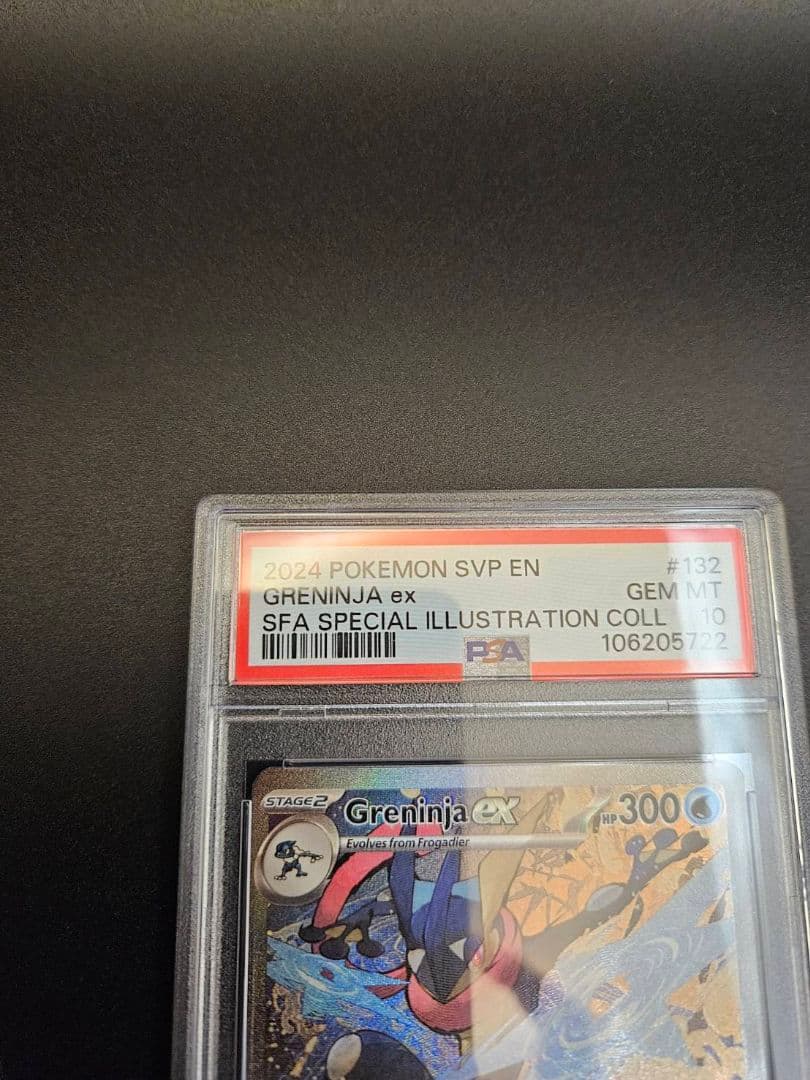 2024 POKEMON SVP EN #132
GRENINJA ex GEM MT
SFA SPECIAL ILLUSTRATION COLL 10
106205722
PSA
STAGE2 Greninja ex HP 300
Evolves from Frogadier